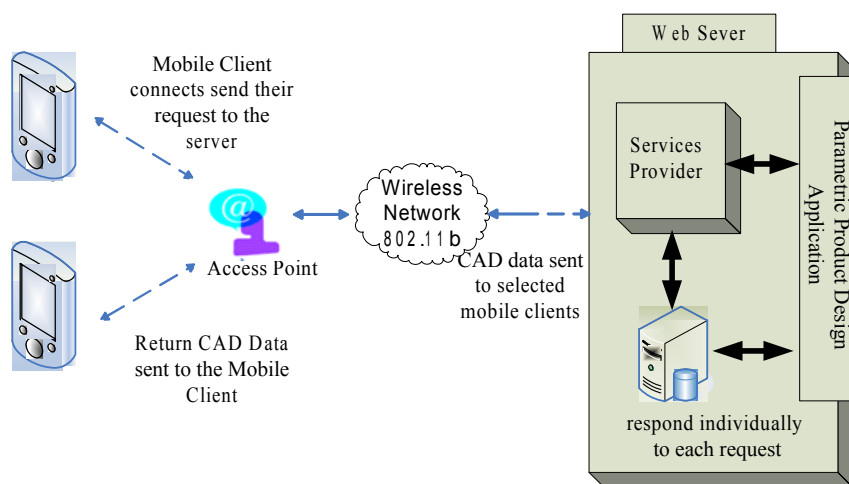 Mobile Client
connects send their
request to the
server
Access Point
Return CAD Data
sent to the Mobile
Client
Wireless
Network
802.11b
CAD data sent
to selected
mobile clients
Web Sever
Services
Provider
Parametric Product Design
Application
respond individually
to each request